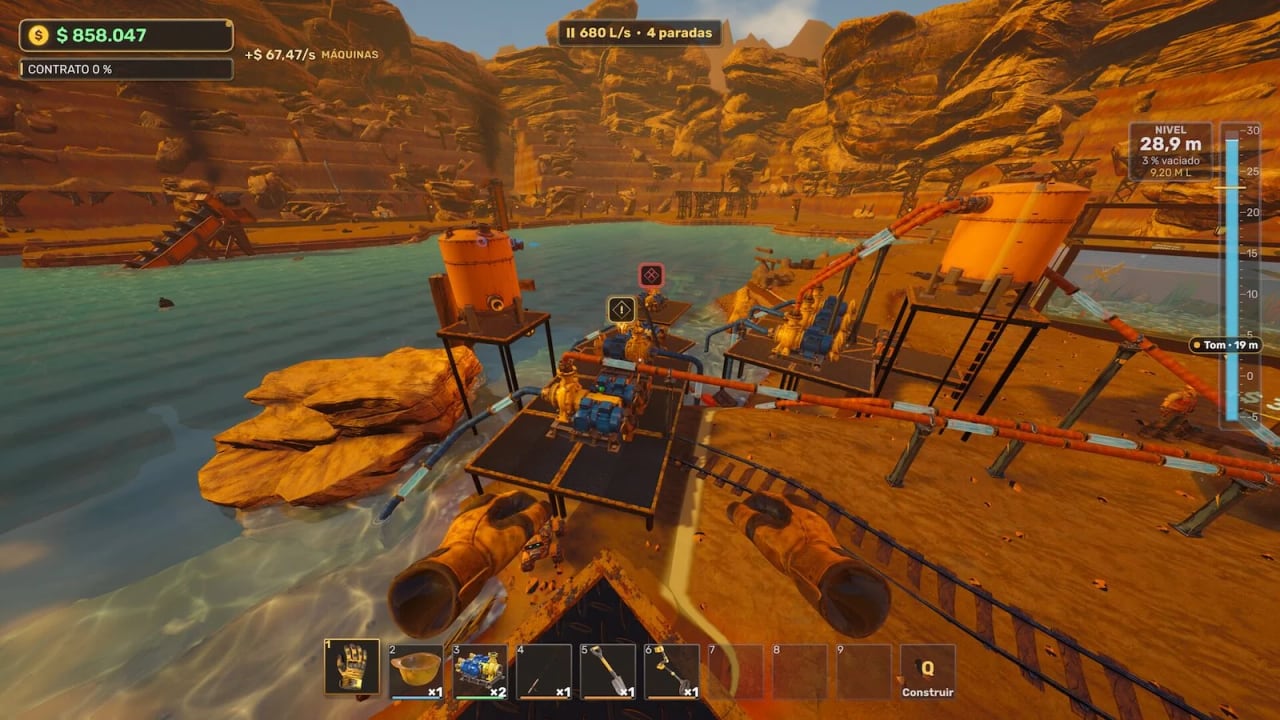 $ 858.047
+$ 67,47/s MÁQUINAS
CONTRATO 0 %
680 L/s • 4 paradas
NIVEL
28,9 m
3 % vaciado
9,20 M L
30
25
20
15
10
5
0
-5
Tom • 19 m
1
2
×1
3
×2
4
×1
5
×1
6
×1
7
8
9
Q
Construir